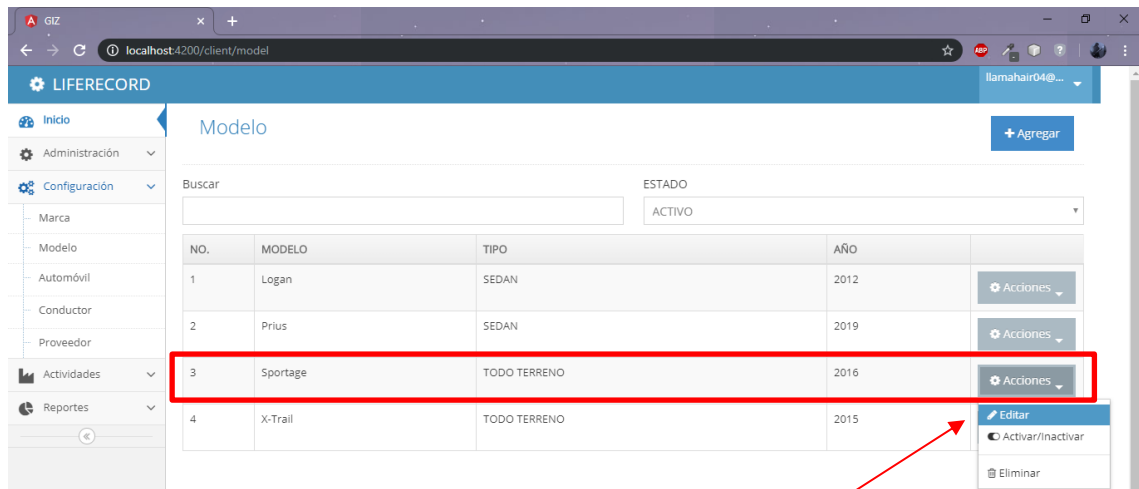 GIZ
localhost:4200/client/model
ABP
LIFERECORD
llamahair04@...
Inicio
Administración
Configuración
Marca
Modelo
Automóvil
Conductor
Proveedor
Actividades
Reportes
Modelo
Agregar
Buscar
ESTADO
ACTIVO
NO. MODELO TIPO AÑO
1 Logan SEDAN 2012 Acciones
2 Prius SEDAN 2019 Acciones
3 Sportage TODO TERRENO 2016 Acciones
4 X-Trail TODO TERRENO 2015
Editar
Activar/Inactivar
Eliminar